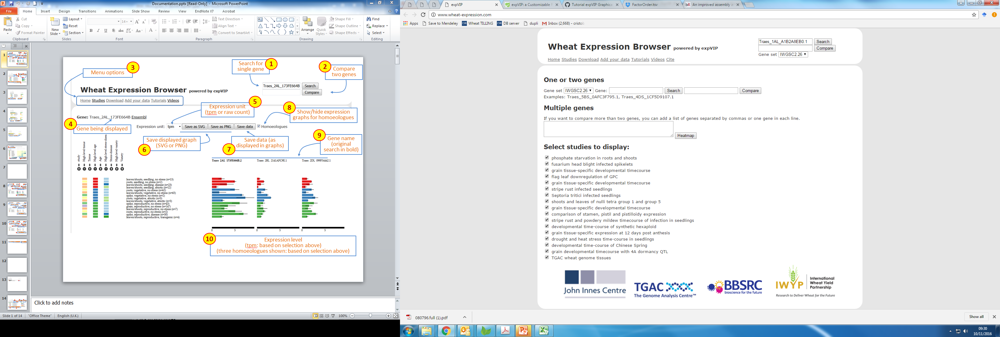 Documentation.pptx [Read-Only] - Microsoft PowerPoint
File Home Insert Design Transitions Animations Slide Show Review View EndNote X7 Acrobat
Paste
Cut
Copy
Format Painter
Clipboard
New
Slide
Layout
Reset
Section
Slides
14+
B I U S abc AV Aa A
Font
Paragraph
Text Direction
Align Text
Convert to SmartArt
Arrange
Quick
Styles
Shape Fill
Shape Outline
Shape Effects
Drawing
Find
Replace
Select
Editing
1
2
3
4
5
6
7
8
9
10
11
12
13
14
Menu options
3
Search for
single gene
1
2
Compare
two genes
Wheat Expression Browser powered by expVIP
Traes_2AL_173FE664B Search
Compare
Home Studies Download Add your data Tutorials Videos
Expression unit
(tpm or raw count)
5
8
Show/hide expression
graphs for homoeologues
Gene: Traes_2AL_173FE664B Ensembl
4
Gene being displayed
Expression unit: tpm Save as SVG Save as PNG Save data Homoeologues
Save displayed graph
(SVG or PNG)
6
Save data (as
displayed in graphs)
7
9
Gene name
(original
search in bold)
study
High level tissue
Tissue
High level age
Age
High level stress-disea
Stress-disease
High level variety
Variety
Traes_2AL_173FE664B.2 Traes_2BL_2141AFC9E.1 Traes_2DL_099F54442.1
leaves/shoots, seedling, no stress (n=13)
roots, seedling, no stress (n=2)
leaves/shoots, seedling, disease (n=23)
leaves/shoots, seedling, abiotic (n=12)
roots, vegetative, no stress (n=62)
leaves/shoots, vegetative, no stress (n=65)
spike, vegetative, no stress (n=2)
roots, vegetative, abiotic (n=3)
leaves/shoots, vegetative, abiotic (n=3)
spike, reproductive, no stress (n=43)
grain, reproductive, no stress (n=147)
leaves/shoots, reproductive, no stress (n=7)
roots, reproductive, no stress (n=2)
spike, reproductive, disease (n=30)
leaves/shoots, reproductive, transgenic (n=4)
0 5 0 5 0 5
10
Expression level
(tpm: based on selection above)
(three homoeologues shown: based on selection above)
Click to add notes
Slide 1 of 14 "Office Theme" English (U.K.) 100%
expVIP
expVIP: a Customizable
Tutorial expVIP Graphica
FactorOrder.tsv
An improved assembly a
www.wheat-expression.com
Apps Save to Mendeley Wheat TILLING DB server dupli Inbox (2,668) - cristob
Wheat Expression Browser powered by expVIP
Traes_1AL_A1B2A8EB0.1 Search
Compare
Gene set IWGSC2.26
Home Studies Download Add your data Tutorials Videos Cite
One or two genes
Gene set IWGSC2.26 Gene: Search Compare
Examples: Traes_5BS_0AFC3F795.1, Traes_4DS_1CF5D9107.1
Multiple genes
If you want to compare more than two genes, you can add a list of genes separated by commas or one gene in each line.
Heatmap
Select studies to display:
phosphate starvation in roots and shoots
fusarium head blight infected spikelets
grain tissue-specific developmental timecourse
flag leaf downregulation of GPC
grain tissue-specific developmental timecourse
stripe rust infected seedlings
Septoria tritici infected seedlings
shoots and leaves of nulli tetra group 1 and group 5
grain tissue-specific developmental timecourse
comparison of stamen, pistil and pistilloidy expression
stripe rust and powdery mildew timecourse of infection in seedlings
developmental time-course of synthetic hexaploid
grain tissue-specific expression at 12 days post anthesis
drought and heat stress time-course in seedlings
developmental time-course of Chinese Spring
grain developmental timecourse with 4A dormancy QTL
TGAC wheat genome tissues
John Innes Centre
TGAC
The Genome Analysis Centre™
BBSRC
bioscience for the future
IWYP
International
Wheat Yield
Partnership
Research to Deliver Wheat for the Future
080796.full (1).pdf
Show all
09:30
10/11/2016